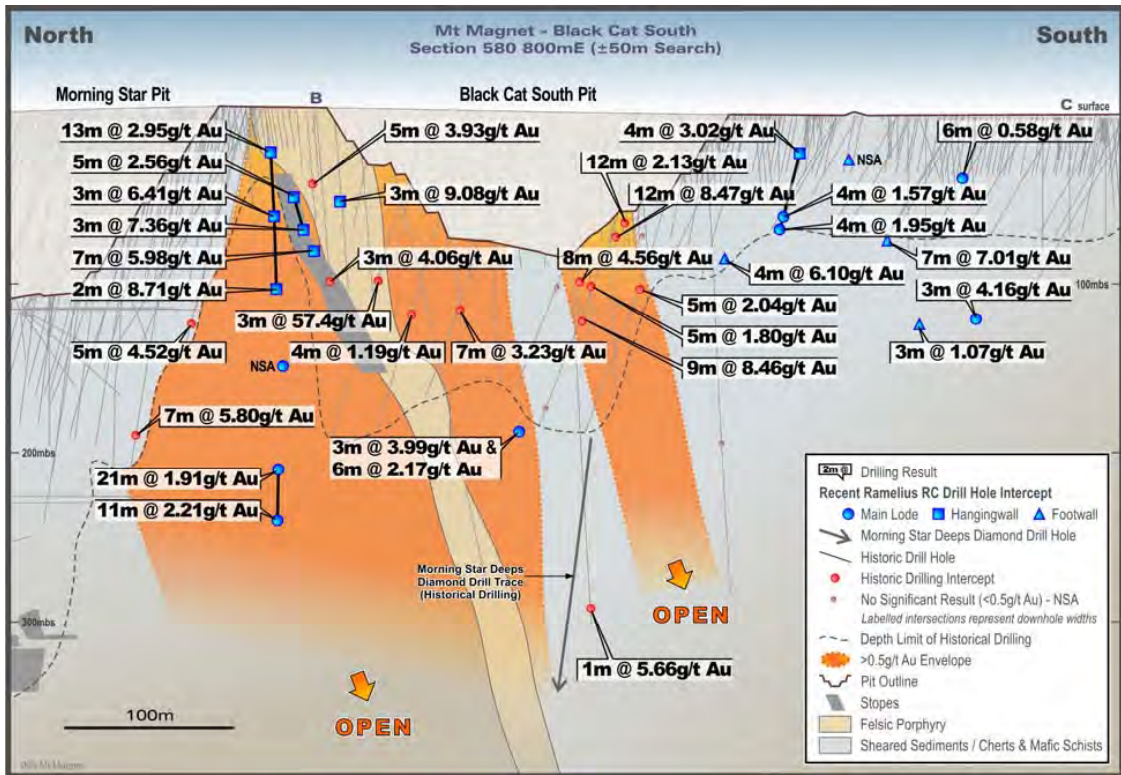 North
Mt Magnet - Black Cat South
Section 580 800mE (±50m Search)
South
Morning Star Pit
B
Black Cat South Pit
C surface
13m @ 2.95g/t Au
5m @ 2.56g/t Au
3m @ 6.41g/t Au
3m @ 7.36g/t Au
7m @ 5.98g/t Au
2m @ 8.71g/t Au
5m @ 3.93g/t Au
3m @ 9.08g/t Au
3m @ 4.06g/t Au
3m @ 57.4g/t Au
5m @ 4.52g/t Au
4m @ 1.19g/t Au
7m @ 3.23g/t Au
NSA
7m @ 5.80g/t Au
21m @ 1.91g/t Au
11m @ 2.21g/t Au
3m @ 3.99g/t Au &
6m @ 2.17g/t Au
4m @ 3.02g/t Au
12m @ 2.13g/t Au
12m @ 8.47g/t Au
8m @ 4.56g/t Au
NSA
6m @ 0.58g/t Au
4m @ 1.57g/t Au
4m @ 1.95g/t Au
4m @ 6.10g/t Au
7m @ 7.01g/t Au
3m @ 4.16g/t Au
3m @ 1.07g/t Au
5m @ 2.04g/t Au
5m @ 1.80g/t Au
9m @ 8.46g/t Au
100mbs
200mbs
300mbs
Morning Star Deeps
Diamond Drill Trace
(Historical Drilling)
1m @ 5.66g/t Au
OPEN
OPEN
100m
2m @
Drilling Result
Recent Ramelius RC Drill Hole Intercept
Main Lode
Hangingwall
Footwall
Morning Star Deeps Diamond Drill Hole
Historic Drill Hole
Historic Drilling Intercept
No Significant Result (<0.5g/t Au) - NSA
Labelled intersections represent downhole widths
Depth Limit of Historical Drilling
>0.5g/t Au Envelope
Pit Outline
Stopes
Felsic Porphyry
Sheared Sediments / Cherts & Mafic Schists